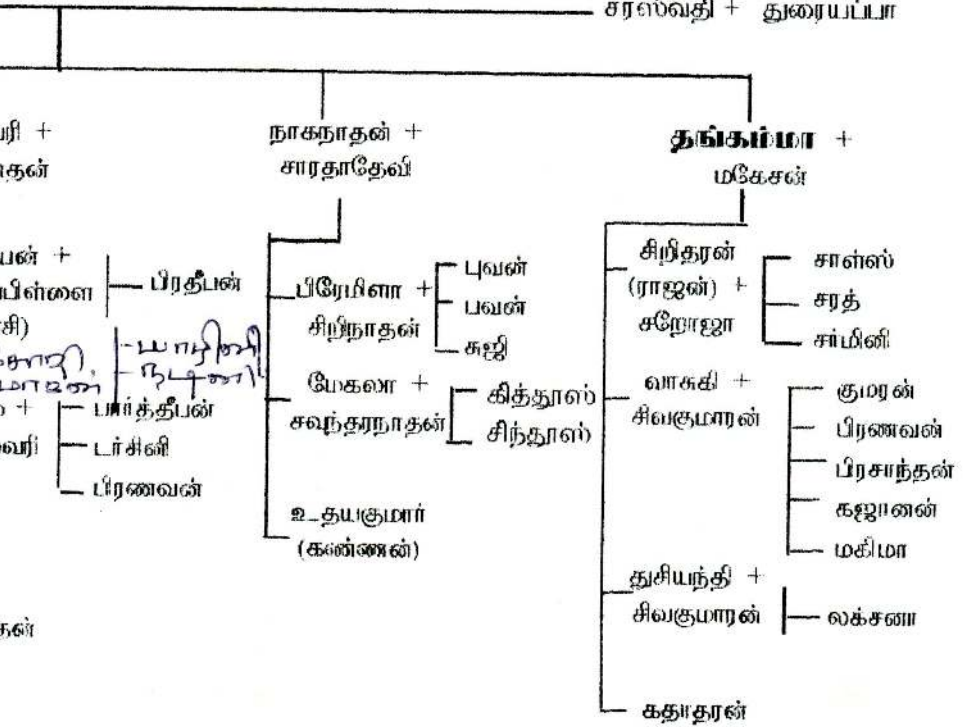 சரஸ்வதி + துரையப்பா
நாகநாதன் +
சாரதாதேவி
தங்கம்மா +
மகேசன்
பிரதீபன்
பார்த்தீபன்
டர்சினி
பிரணவன்
பிரேமிளா +
சிறிநாதன்
புவன்
பவன்
சுஜி
மேகலா +
சவுந்தரநாதன்
கித்தூஸ்
சிந்தூஸ்
உதயகுமார்
(கண்ணன்)
சிறிதரன்
(ராஜன்) +
சறோஜா
சாள்ஸ்
சரத்
சர்மினி
வாசுகி +
சிவகுமாரன்
குமரன்
பிரணவன்
பிரசாந்தன்
கஜானன்
மகிமா
துசியந்தி +
சிவகுமாரன்
லக்சனா
கதாதரன்